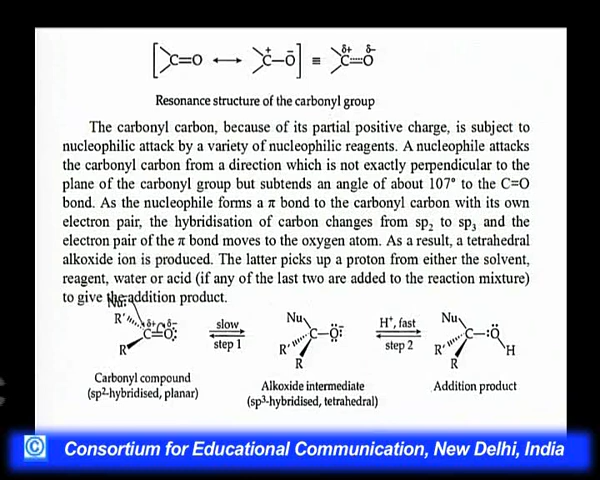 [>C=O ↔ >C⁺–Ō] ≡ >C^δ+=O^δ-
Resonance structure of the carbonyl group
The carbonyl carbon, because of its partial positive charge, is subject to
nucleophilic attack by a variety of nucleophilic reagents. A nucleophile attacks
the carbonyl carbon from a direction which is not exactly perpendicular to the
plane of the carbonyl group but subtends an angle of about 107° to the C=O
bond. As the nucleophile forms a π bond to the carbonyl carbon with its own
electron pair, the hybridisation of carbon changes from sp₂ to sp₃ and the
electron pair of the π bond moves to the oxygen atom. As a result, a tetrahedral
alkoxide ion is produced. The latter picks up a proton from either the solvent,
reagent, water or acid (if any of the last two are added to the reaction mixture)
to give the addition product.
Nu:
R' R δ+ δ- C=O:
slow
step 1
Nu R' R C–O:⁻
H⁺, fast
step 2
Nu R' R C–:O H
Carbonyl compound
(sp²-hybridised, planar)
Alkoxide intermediate
(sp³-hybridised, tetrahedral)
Addition product
© Consortium for Educational Communication, New Delhi, India